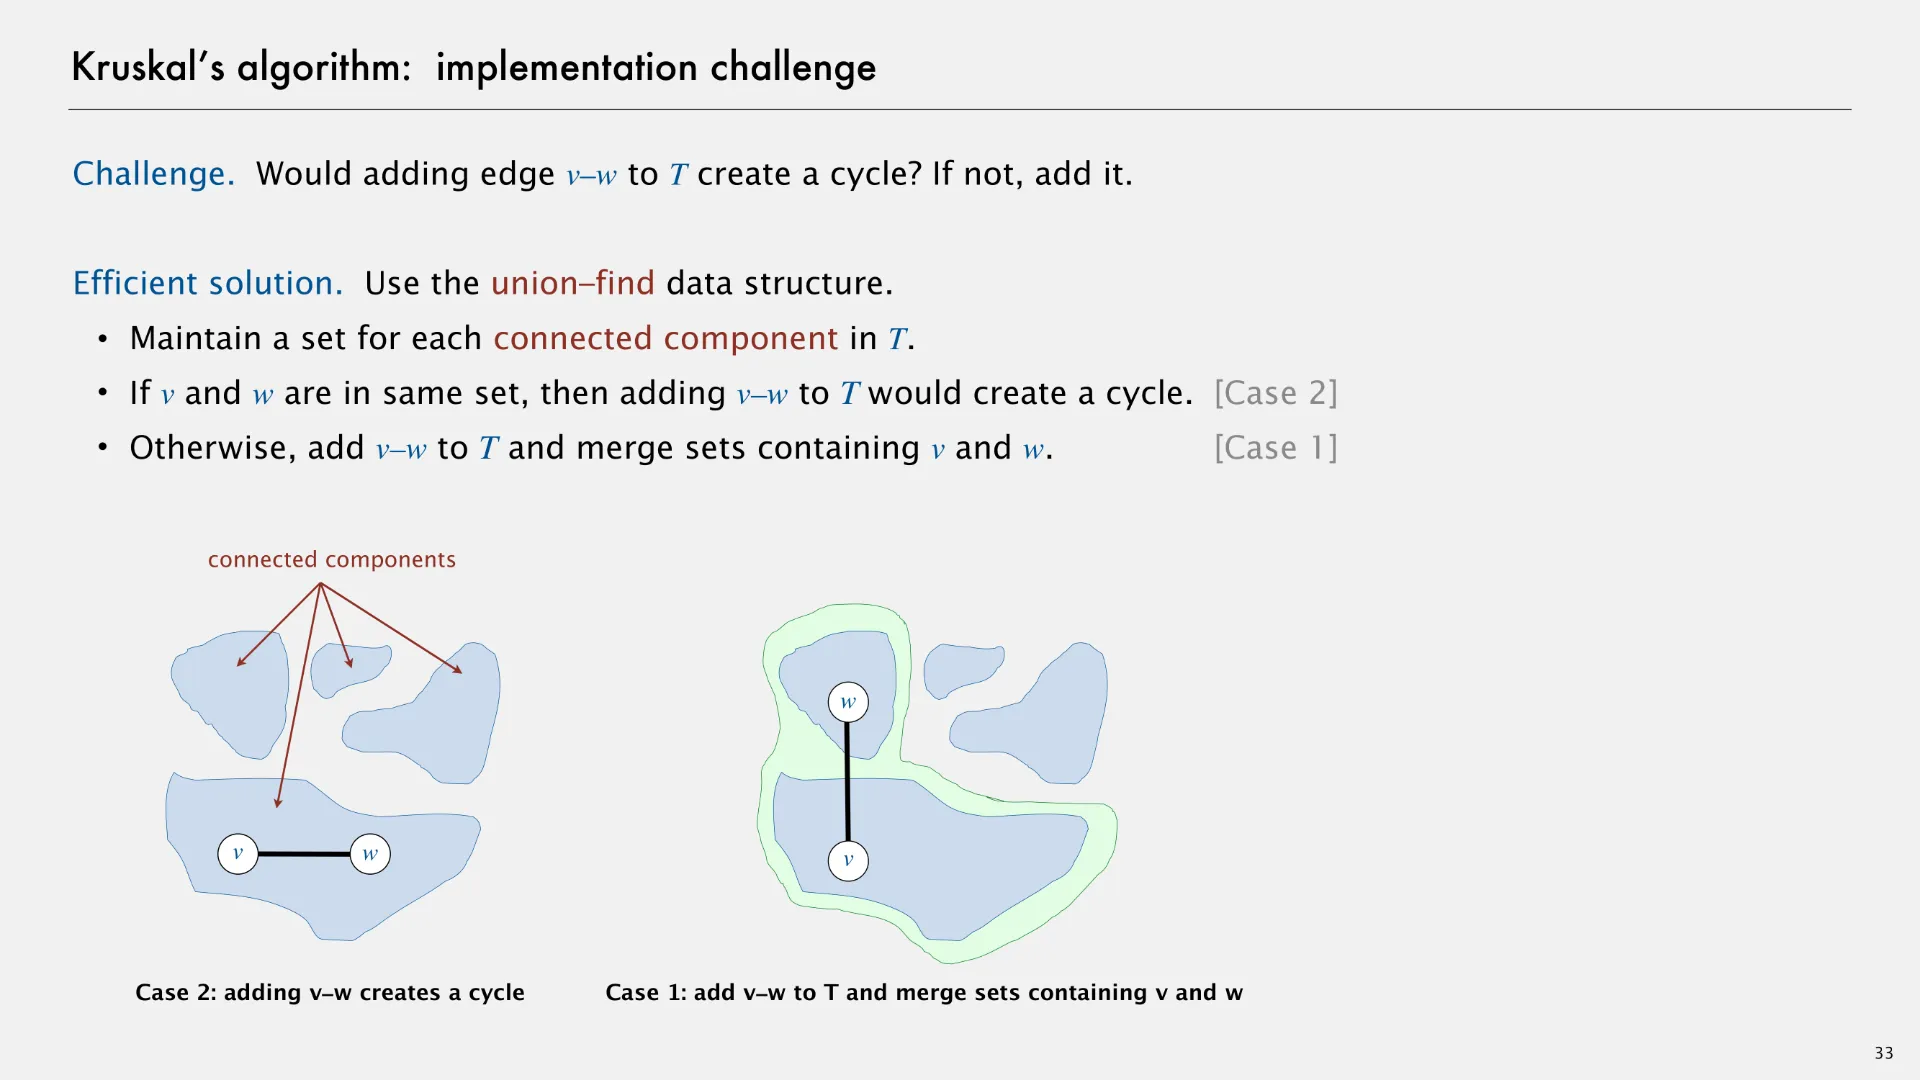 Kruskal’s algorithm: implementation challenge
Challenge. Would adding edge v–w to T create a cycle? If not, add it.
Efficient solution. Use the union–find data structure.
• Maintain a set for each connected component in T.
• If v and w are in same set, then adding v–w to T would create a cycle. [Case 2]
• Otherwise, add v–w to T and merge sets containing v and w. [Case 1]
connected components
w
v w
v
Case 2: adding v–w creates a cycle
Case 1: add v–w to T and merge sets containing v and w
33